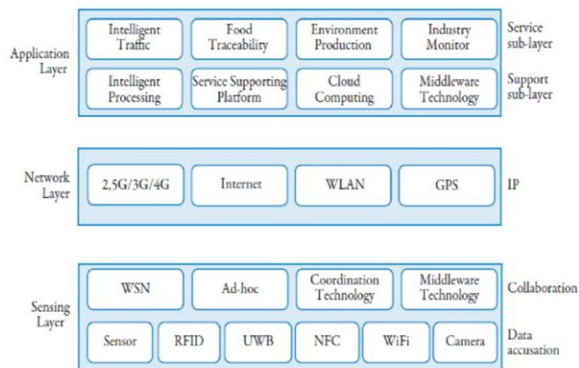 Intelligent Traffic
Food Traceability
Environment Production
Industry Monitor
Service sub-layer
Application Layer
Intelligent Processing
Service Supporting Platform
Cloud Computing
Middleware Technology
Support sub-layer
Network Layer
2,5G/3G/4G
Internet
WLAN
GPS
IP
WSN
Ad-hoc
Coordination Technology
Middleware Technology
Collaboration
Sensing Layer
Sensor
RFID
UWB
NFC
WiFi
Camera
Data accusation